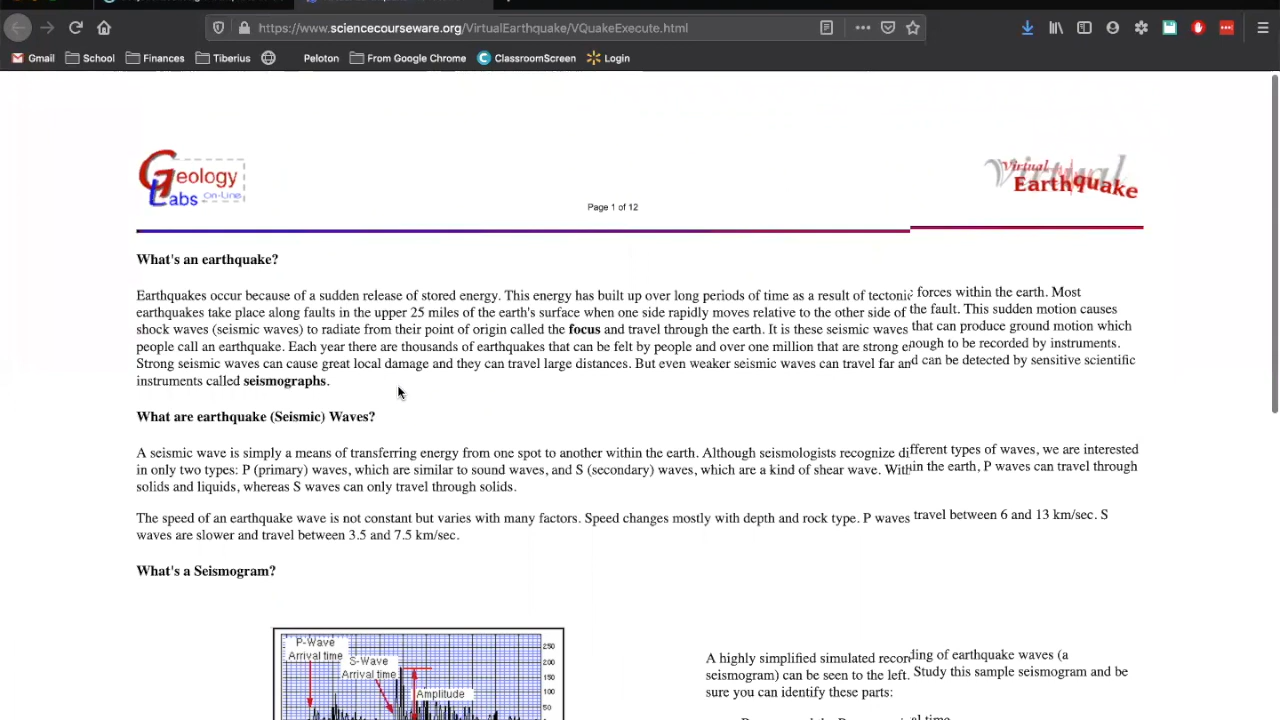 https://www.sciencecourseware.org/VirtualEarthquake/VQuakeExecute.html
Gmail School Finances Tiberius Peloton From Google Chrome ClassroomScreen Login
Geology Labs On-Line
Virtual Earthquake
Page 1 of 12
What's an earthquake?
Earthquakes occur because of a sudden release of stored energy. This energy has built up over long periods of time as a result of tectonic forces within the earth. Most
earthquakes take place along faults in the upper 25 miles of the earth's surface when one side rapidly moves relative to the other side of the fault. This sudden motion causes
shock waves (seismic waves) to radiate from their point of origin called the focus and travel through the earth. It is these seismic waves that can produce ground motion which
people call an earthquake. Each year there are thousands of earthquakes that can be felt by people and over one million that are strong enough to be recorded by instruments.
Strong seismic waves can cause great local damage and they can travel large distances. But even weaker seismic waves can travel far and can be detected by sensitive scientific
instruments called seismographs.
What are earthquake (Seismic) Waves?
A seismic wave is simply a means of transferring energy from one spot to another within the earth. Although seismologists recognize different types of waves, we are interested
in only two types: P (primary) waves, which are similar to sound waves, and S (secondary) waves, which are a kind of shear wave. Within the earth, P waves can travel through
solids and liquids, whereas S waves can only travel through solids.
The speed of an earthquake wave is not constant but varies with many factors. Speed changes mostly with depth and rock type. P waves travel between 6 and 13 km/sec. S
waves are slower and travel between 3.5 and 7.5 km/sec.
What's a Seismogram?
P-Wave
Arrival time
S-Wave
Arrival time
Amplitude
250
200
150
100
50
A highly simplified simulated recording of earthquake waves (a
seismogram) can be seen to the left. Study this sample seismogram and be
sure you can identify these parts: